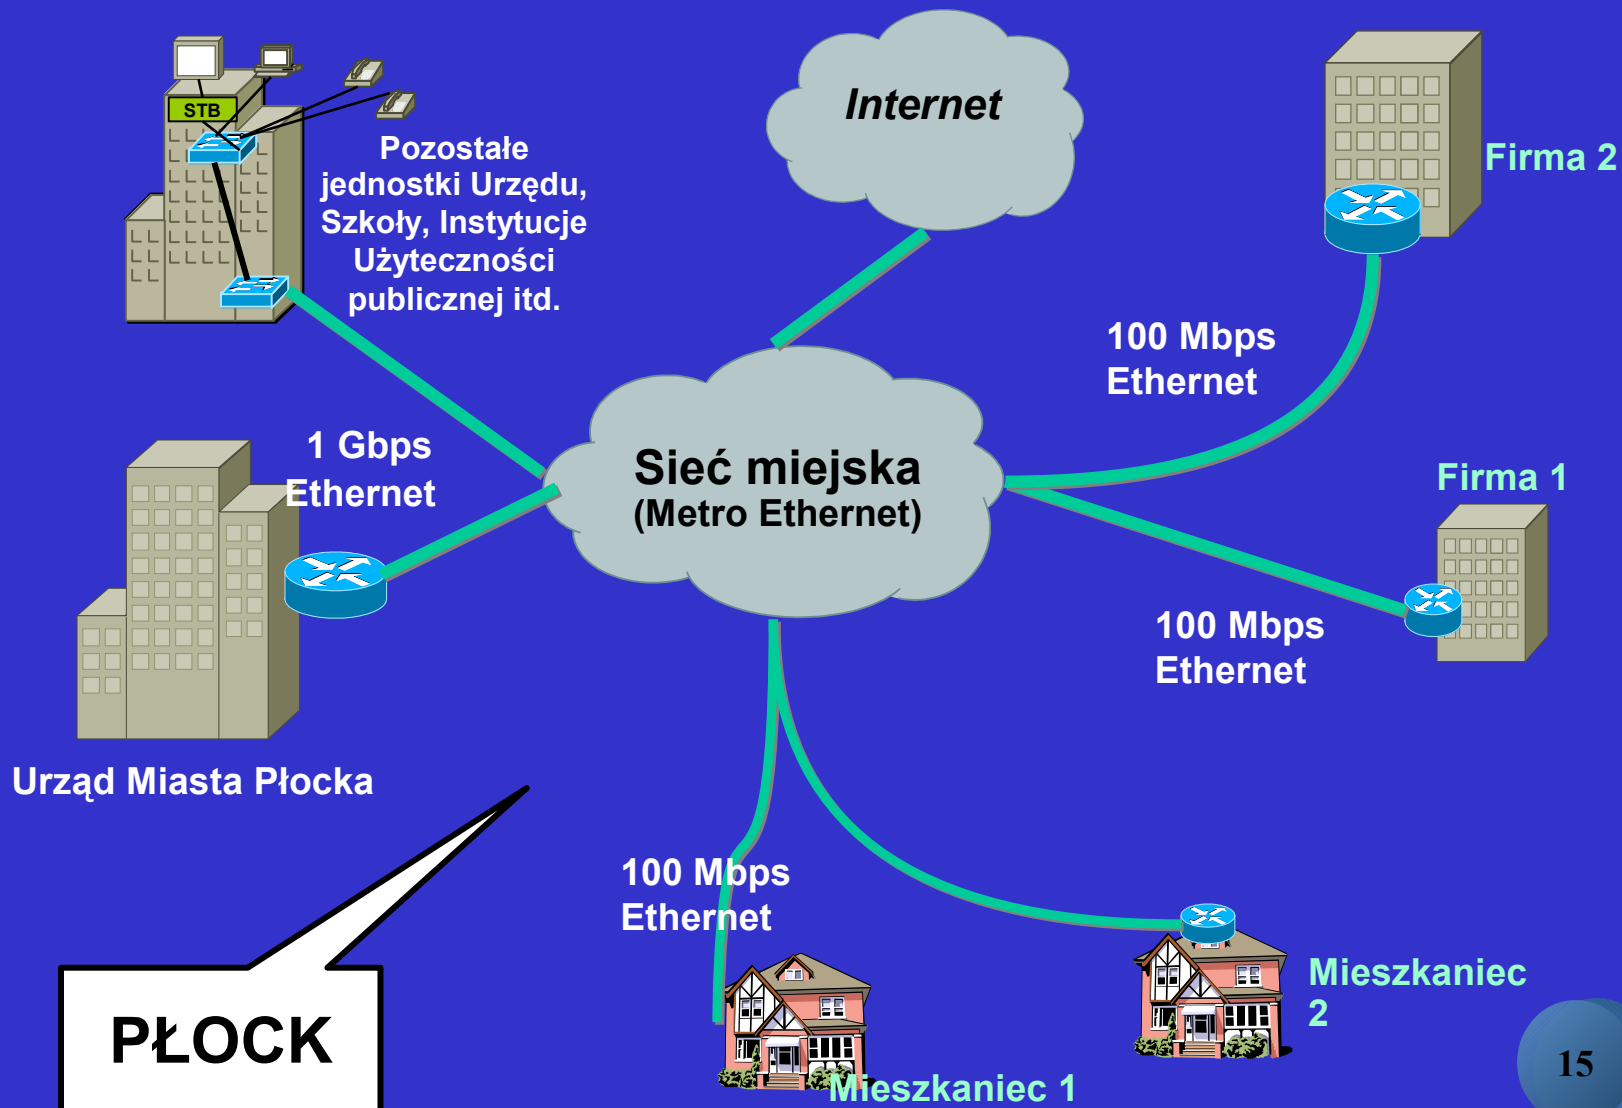 STB
Pozostałe
jednostki Urzędu,
Szkoły, Instytucje
Użyteczności
publicznej itd.
Internet
Firma 2
100 Mbps
Ethernet
1 Gbps
Ethernet
Sieć miejska
(Metro Ethernet)
Firma 1
100 Mbps
Ethernet
Urząd Miasta Płocka
100 Mbps
Ethernet
Mieszkaniec
2
PŁOCK
Mieszkaniec 1
15